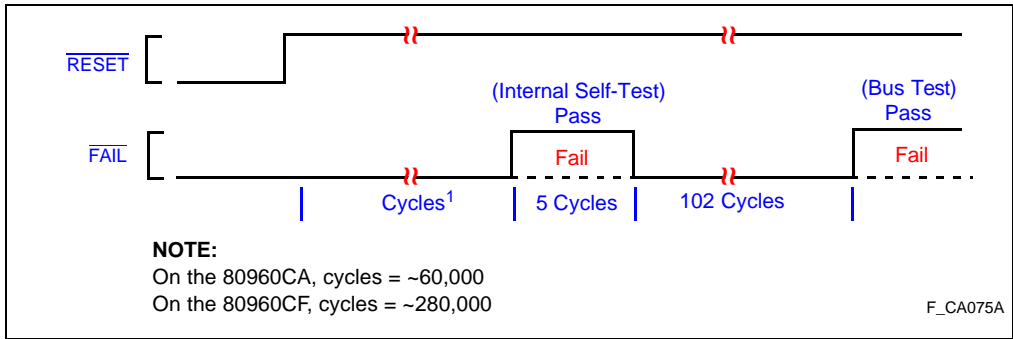 RESET
(Internal Self-Test)
Pass
(Bus Test)
Pass
FAIL
Fail
Fail
Cycles1
5 Cycles
102 Cycles
NOTE:
On the 80960CA, cycles = ~60,000
On the 80960CF, cycles = ~280,000
F_CA075A